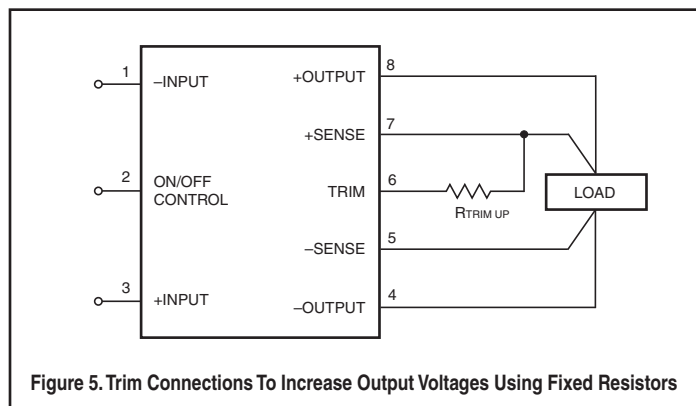 1
–INPUT
2
ON/OFF
CONTROL
3
+INPUT
+OUTPUT
8
+SENSE
7
TRIM
6
RTRIM UP
–SENSE
5
–OUTPUT
4
LOAD
Figure 5. Trim Connections To Increase Output Voltages Using Fixed Resistors